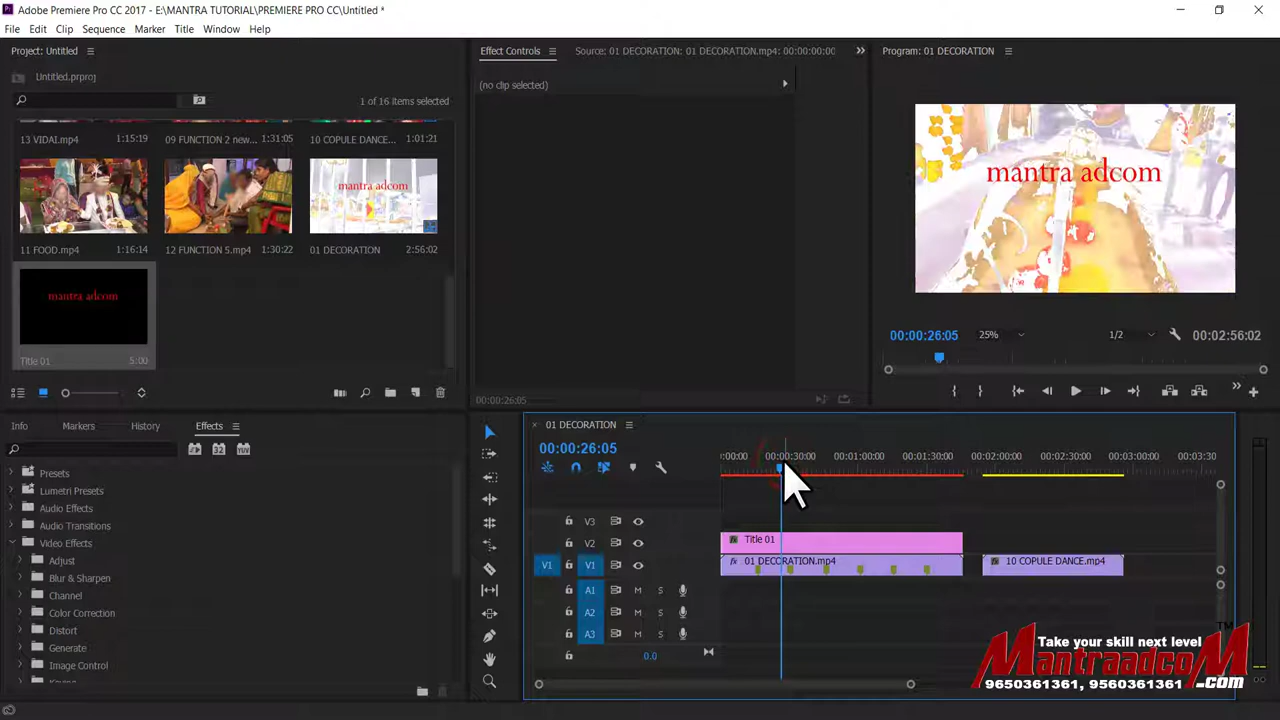 Adobe Premiere Pro CC 2017 - E:\MANTRA TUTORIAL\PREMIERE PRO CC\Untitled *
File Edit Clip Sequence Marker Title Window Help
Project: Untitled
Untitled.prproj
1 of 16 items selected
13 VIDAI.mp4 1:15:19
09 FUNCTION 2 new... 1:31:05
10 COPULE DANCE... 1:01:21
mantra adcom
11 FOOD.mp4 1:16:14
12 FUNCTION 5.mp4 1:30:22
01 DECORATION 2:56:02
mantra adcom
Title 01 5:00
Effect Controls
Source: 01 DECORATION: 01 DECORATION.mp4: 00:00:00:00
(no clip selected)
00:00:26:05
Program: 01 DECORATION
mantra adcom
00:00:26:05 25% 1/2 00:02:56:02
Info Markers History Effects
Presets
Lumetri Presets
Audio Effects
Audio Transitions
Video Effects
Adjust
Blur & Sharpen
Channel
Color Correction
Distort
Generate
Image Control
01 DECORATION
00:00:26:05
:00:00 00:00:30:00 00:01:00:00 00:01:30:00 00:02:00:00 00:02:30:00 00:03:00:00 00:03:30
V3
V2 Title 01
V1 V1 01 DECORATION.mp4 10 COPULE DANCE.mp4
A1 M S
A2 M S
A3 M S
0.0
TM
Take your skill next level
MantraadcoM
9650361361, 9560361361 .com